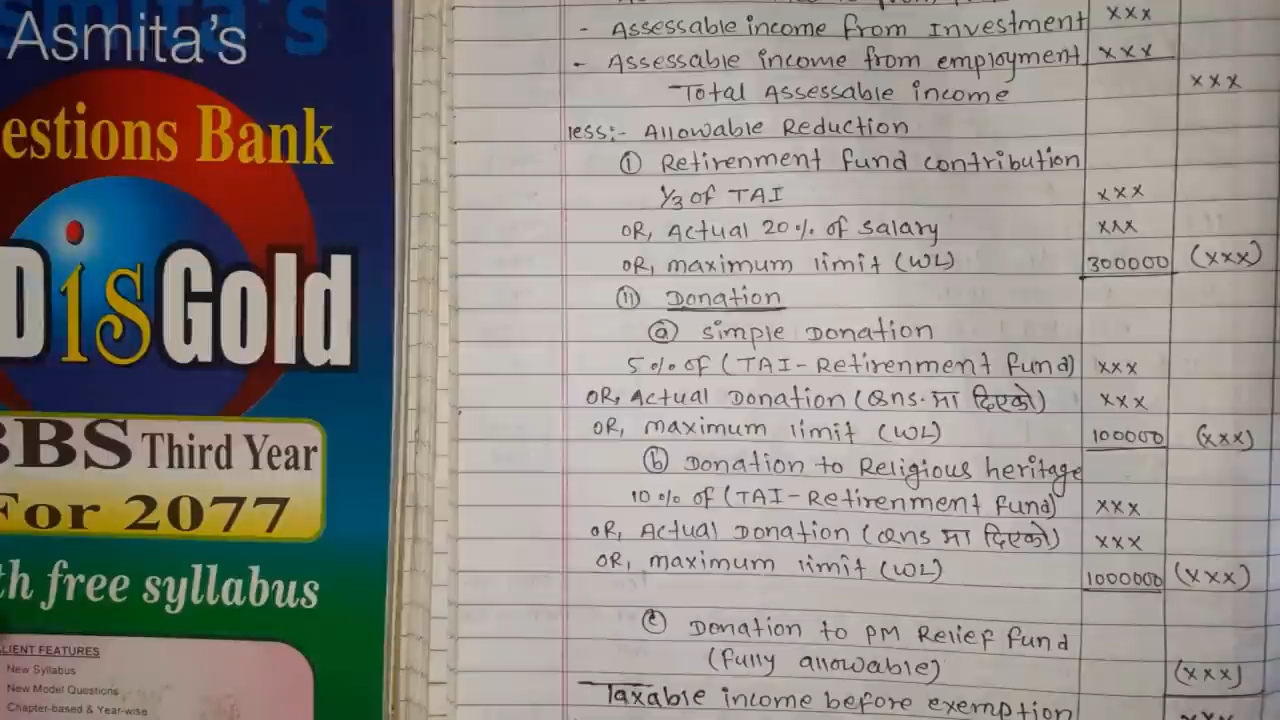 Asmita's
estions Bank
DisGold
BBS Third Year
For 2077
th free syllabus
LIENT FEATURES
New Syllabus
New Model Questions
Chapter-based & Year-wise
- Assessable income from Investment xxx
- Assessable income from employment xxx
Total Assessable income xxx
less:- Allowable Reduction
(i) Retirenment fund contribution
1/3 of TAI xxx
OR, Actual 20% of salary xxx
OR, maximum limit (WL) 300000 (xxx)
(ii) Donation
(a) simple Donation
5% of (TAI-Retirenment fund) xxx
OR, Actual Donation (Qns. मा दिएको) xxx
OR, maximum limit (WL) 100000 (xxx)
(b) Donation to Religious heritage
10% of (TAI-Retirenment fund) xxx
OR, Actual Donation (Qns मा दिएको) xxx
OR, maximum limit (WL) 1000000 (xxx)
(c) Donation to PM Relief fund
(fully allowable) (xxx)
Taxable income before exemption xxx